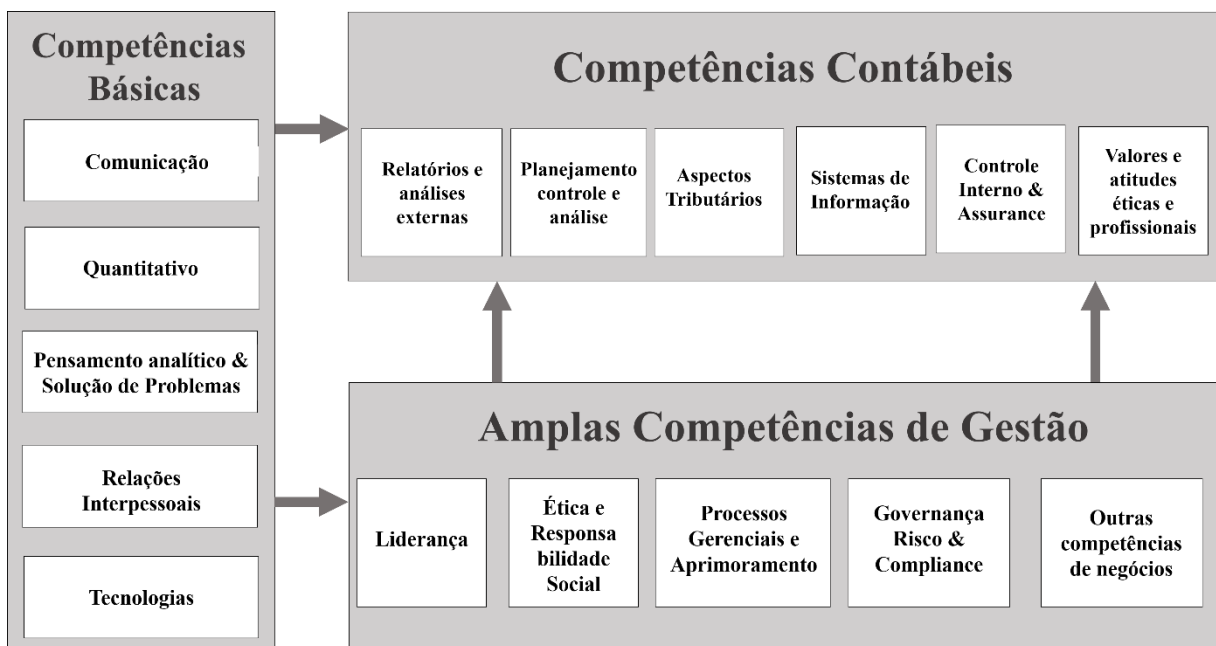 Competências
Básicas
Comunicação
Quantitativo
Pensamento analítico &
Solução de Problemas
Relações
Interpessoais
Tecnologias
Competências Contábeis
Relatórios e
análises
externas
Planejamento
controle e
análise
Aspectos
Tributários
Sistemas de
Informação
Controle
Interno &
Assurance
Valores e
atitudes
éticas e
profissionais
Amplas Competências de Gestão
Liderança
Ética e
Responsa
bilidade
Social
Processos
Gerenciais e
Aprimoramento
Governança
Risco &
Compliance
Outras
competências
de negócios